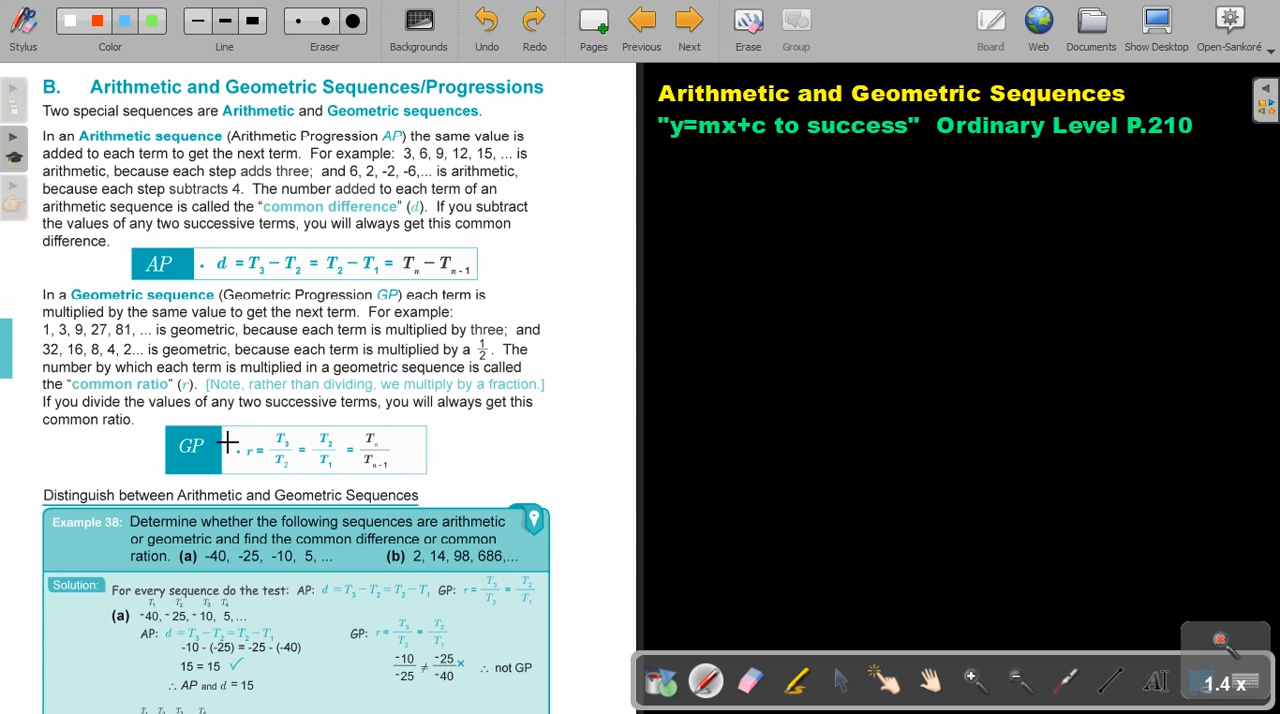 Stylus
Color
Line
Eraser
Backgrounds
Undo
Redo
Pages
Previous
Next
Erase
Group
Board
Web
Documents
Show Desktop
Open-Sankoré
B. Arithmetic and Geometric Sequences/Progressions
Two special sequences are Arithmetic and Geometric sequences.
In an Arithmetic sequence (Arithmetic Progression AP) the same value is
added to each term to get the next term. For example: 3, 6, 9, 12, 15, ... is
arithmetic, because each step adds three; and 6, 2, -2, -6,... is arithmetic,
because each step subtracts 4. The number added to each term of an
arithmetic sequence is called the "common difference" (d). If you subtract
the values of any two successive terms, you will always get this common
difference.
AP . d = T3 − T2 = T2 − T1 = Tn − Tn-1
In a Geometric sequence (Geometric Progression GP) each term is
multiplied by the same value to get the next term. For example:
1, 3, 9, 27, 81, ... is geometric, because each term is multiplied by three; and
32, 16, 8, 4, 2... is geometric, because each term is multiplied by a 1/2. The
number by which each term is multiplied in a geometric sequence is called
the "common ratio" (r). [Note, rather than dividing, we multiply by a fraction.]
If you divide the values of any two successive terms, you will always get this
common ratio.
GP . r = T3/T2 = T2/T1 = Tn/Tn-1
Distinguish between Arithmetic and Geometric Sequences
Example 38: Determine whether the following sequences are arithmetic
or geometric and find the common difference or common
ration. (a) -40, -25, -10, 5, ... (b) 2, 14, 98, 686,...
Solution: For every sequence do the test: AP: d = T3 − T2 = T2 − T1 GP: r = T3/T2 = T2/T1
T1 T2 T3 T4
(a) -40, -25, -10, 5, ...
AP: d = T3 − T2 = T2 − T1 GP: r = T3/T2 = T2/T1
-10 - (-25) = -25 - (-40)
-10/-25 ≠ -25/-40 × ∴ not GP
15 = 15 ✓
∴ AP and d = 15
T1 T2 T3 T4
Arithmetic and Geometric Sequences
"y=mx+c to success" Ordinary Level P.210
1.4 x